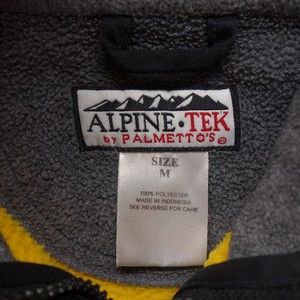 ALPINE•TEK
by PALMETTO'S®
SIZE
M
100% POLYESTER
MADE IN INDONESIA
SEE REVERSE FOR CARE